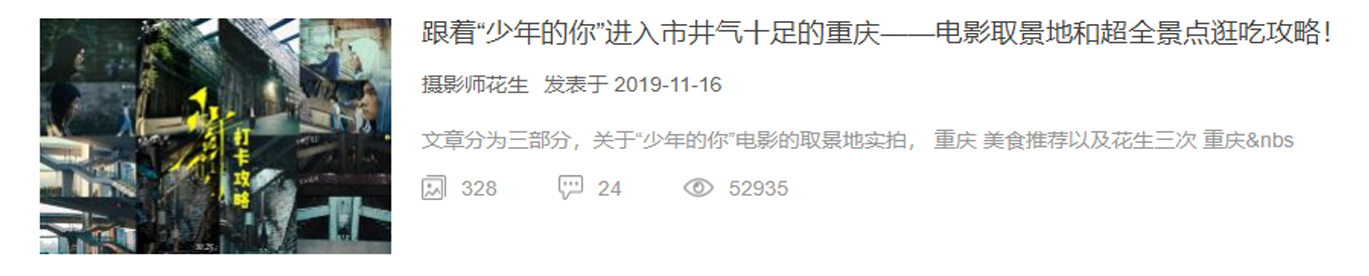 跟着“少年的你”进入市井气十足的重庆——电影取景地和超全景点逛吃攻略！
摄影师花生 发表于 2019-11-16
文章分为三部分，关于“少年的你”电影的取景地实拍， 重庆 美食推荐以及花生三次 重庆&nbs
328 24 52935
打卡攻略
10.25